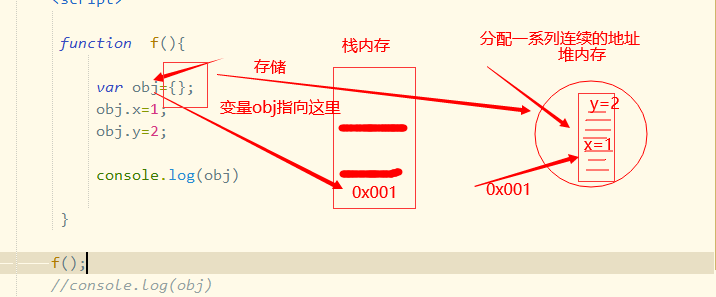 <script>
function f(){
var obj={};
obj.x=1;
obj.y=2;
console.log(obj)
}
f();
//console.log(obj)
存储
变量obj指向这里
栈内存
0x001
分配一系列连续的地址
堆内存
y=2
x=1
0x001